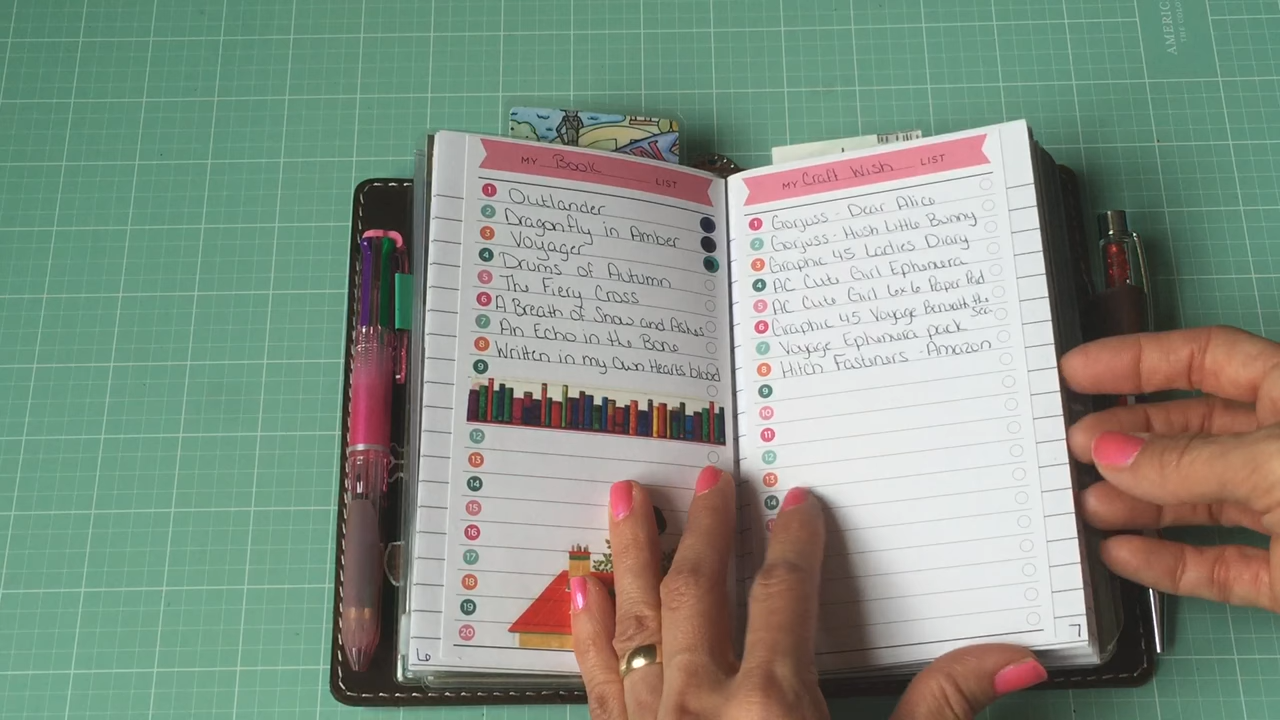 AMERIC
THE COLO
MY Book LIST
1 Outlander
2 Dragonfly in Amber
3 Voyager
4 Drums of Autumn
5 The Fiery Cross
6 A Breath of Snow and Ashes
7 An Echo in the Bone
8 Written in my Own Hearts blood
9
12
13
14
15
16
17
18
19
20
6
MY Craft Wish LIST
1 Gorjuss - Dear Alice
2 Gorjuss - Hush Little Bunny
3 Graphic 45 Ladies Diary
4 AC Cute Girl Ephemera
5 AC Cute Girl 6x6 Paper Pad
6 Graphic 45 Voyage Beneath the Sea
7 Voyage Ephemera pack
8 Hitch Fasteners - Amazon
9
10
11
12
13
14
7